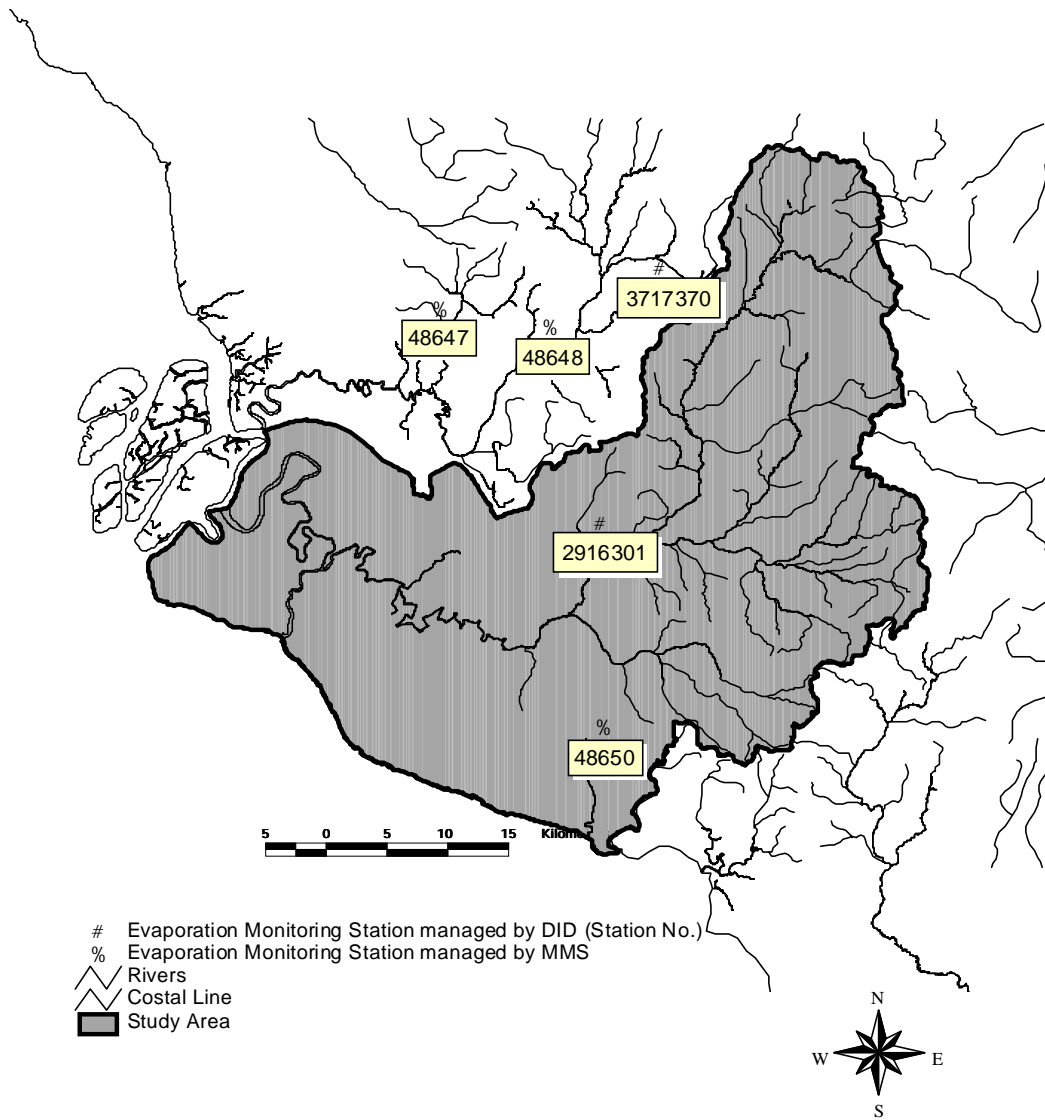 #
3717370
%
48647
%
48648
#
2916301
%
48650
5 0 5 10 15 Kilome
# Evaporation Monitoring Station managed by DID (Station No.)
% Evaporation Monitoring Station managed by MMS
Rivers
Costal Line
Study Area
N
W E
S